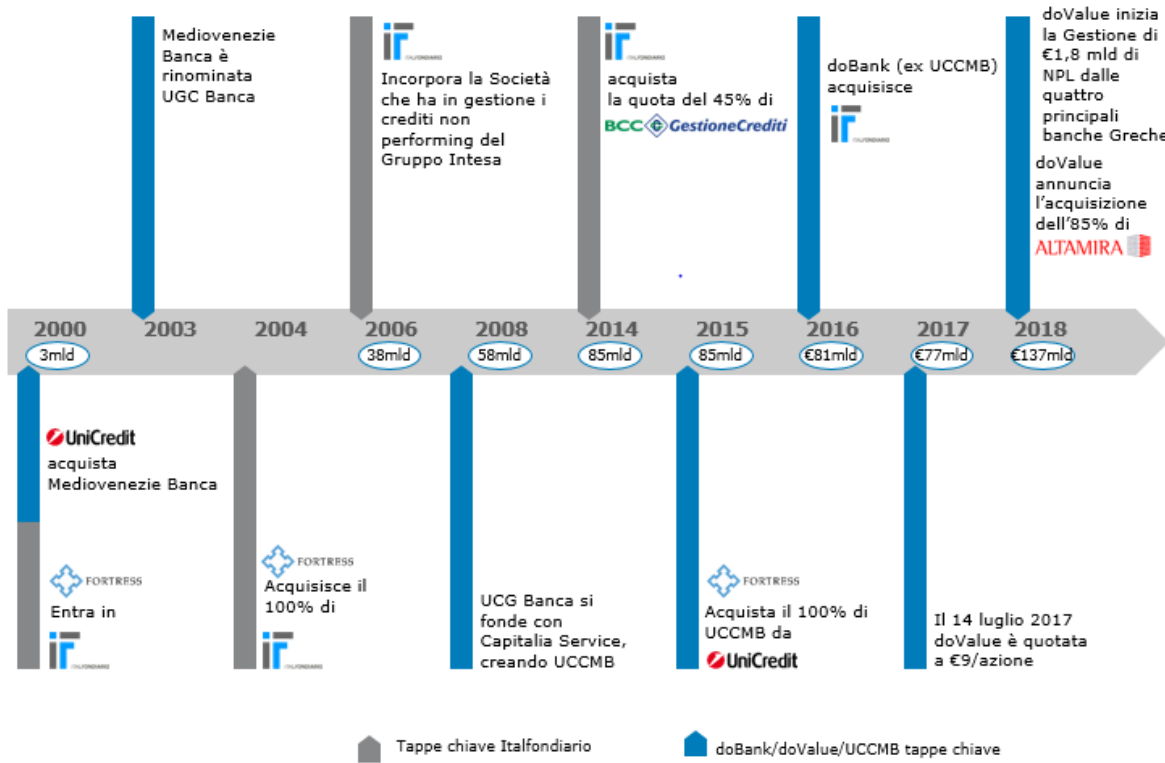 Mediovenezie
Banca è
rinominata
UGC Banca
ITALFONDIARIO
Incorpora la Società
che ha in gestione i
crediti non
performing del
Gruppo Intesa
ITALFONDIARIO
acquista
la quota del 45% di
BCC GestioneCrediti
doBank (ex UCCMB)
acquisisce
ITALFONDIARIO
doValue inizia
la Gestione di
€1,8 mld di
NPL dalle
quattro
principali
banche Greche
doValue
annuncia
l'acquisizione
dell'85% di
ALTAMIRA
2000 2003 2004 2006 2008 2014 2015 2016 2017 2018
3mld 38mld 58mld 85mld 85mld €81mld €77mld €137mld
UniCredit
acquista
Mediovenezie Banca
FORTRESS
Entra in
ITALFONDIARIO
FORTRESS
Acquisisce il
100% di
ITALFONDIARIO
UCG Banca si
fonde con
Capitalia Service,
creando UCCMB
FORTRESS
Acquista il 100% di
UCCMB da
UniCredit
Il 14 luglio 2017
doValue è quotata
a €9/azione
Tappe chiave Italfondiario
doBank/doValue/UCCMB tappe chiave